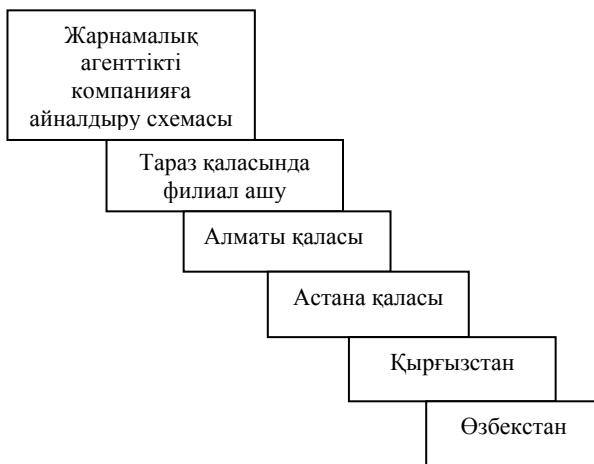 Жарнамалық
агенттікті
компанияға
айналдыру схемасы
Тараз қаласында
филиал ашу
Алматы қаласы
Астана қаласы
Қырғызстан
Өзбекстан